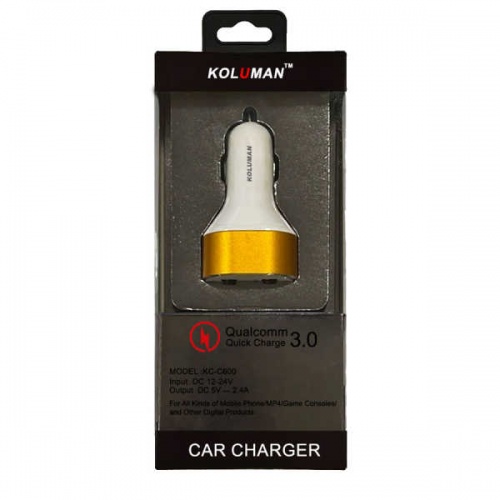 KOLUMAN™
KOLUMAN
Qualcomm
Quick Charge 3.0
MODEL :KC-C600
Input :DC 12-24V
Output :DC 5V — 2.4A
For All Kinds of Mobile Phone/MP4/Game Consoles/
and Other Digital Products
CAR CHARGER